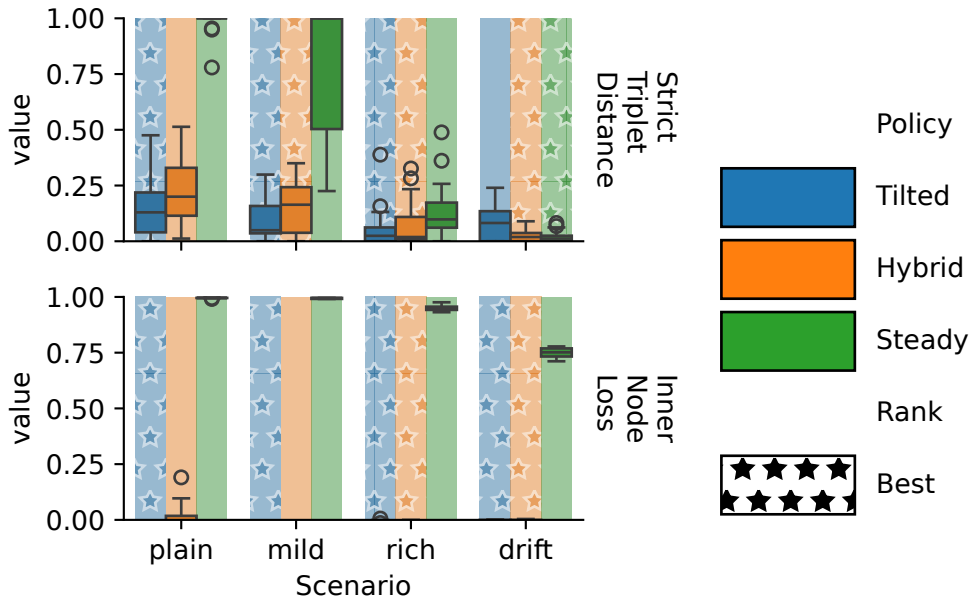 1.00
0.75
0.50
0.25
0.00
value
Strict
Triplet
Distance
1.00
0.75
0.50
0.25
0.00
value
Inner
Node
Loss
plain
mild
rich
drift
Scenario
Policy
Tilted
Hybrid
Steady
Rank
Best